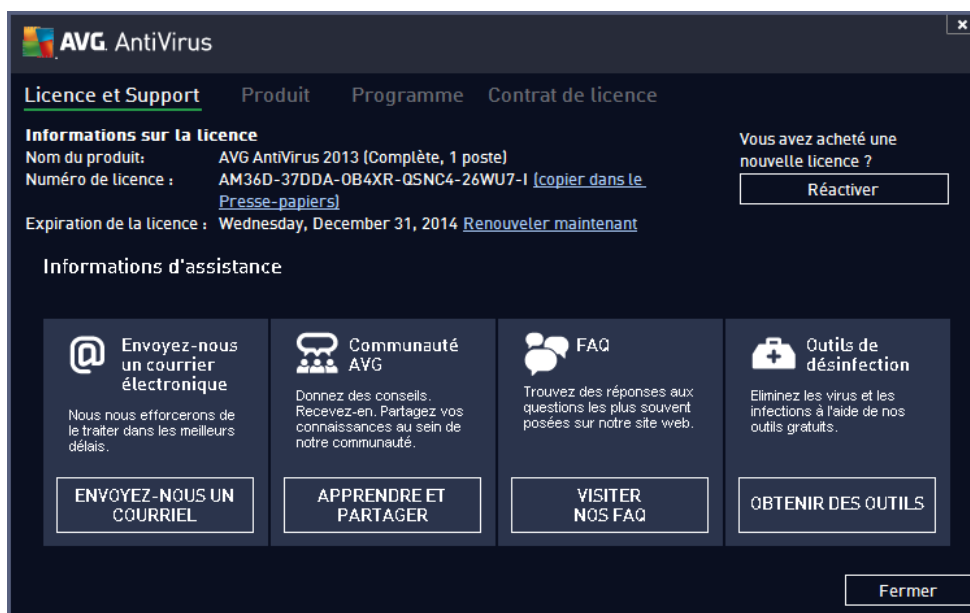 AVG. AntiVirus
Licence et Support Produit Programme Contrat de licence
Informations sur la licence
Nom du produit: AVG AntiVirus 2013 (Complète, 1 poste)
Numéro de licence : AM36D-37DDA-OB4XR-QSNC4-26WU7-I (copier dans le
Presse-papiers)
Expiration de la licence : Wednesday, December 31, 2014 Renouveler maintenant
Vous avez acheté une
nouvelle licence ?
Réactiver
Informations d'assistance
Envoyez-nous
un courrier
électronique
Nous nous efforcerons de
le traiter dans les meilleurs
délais.
ENVOYEZ-NOUS UN
COURRIEL
Communauté
AVG
Donnez des conseils.
Recevez-en. Partagez vos
connaissances au sein de
notre communauté.
APPRENDRE ET
PARTAGER
FAQ
Trouvez des réponses aux
questions les plus souvent
posées sur notre site web.
VISITER
NOS FAQ
Outils de
désinfection
Eliminez les virus et les
infections à l'aide de nos
outils gratuits.
OBTENIR DES OUTILS
Fermer